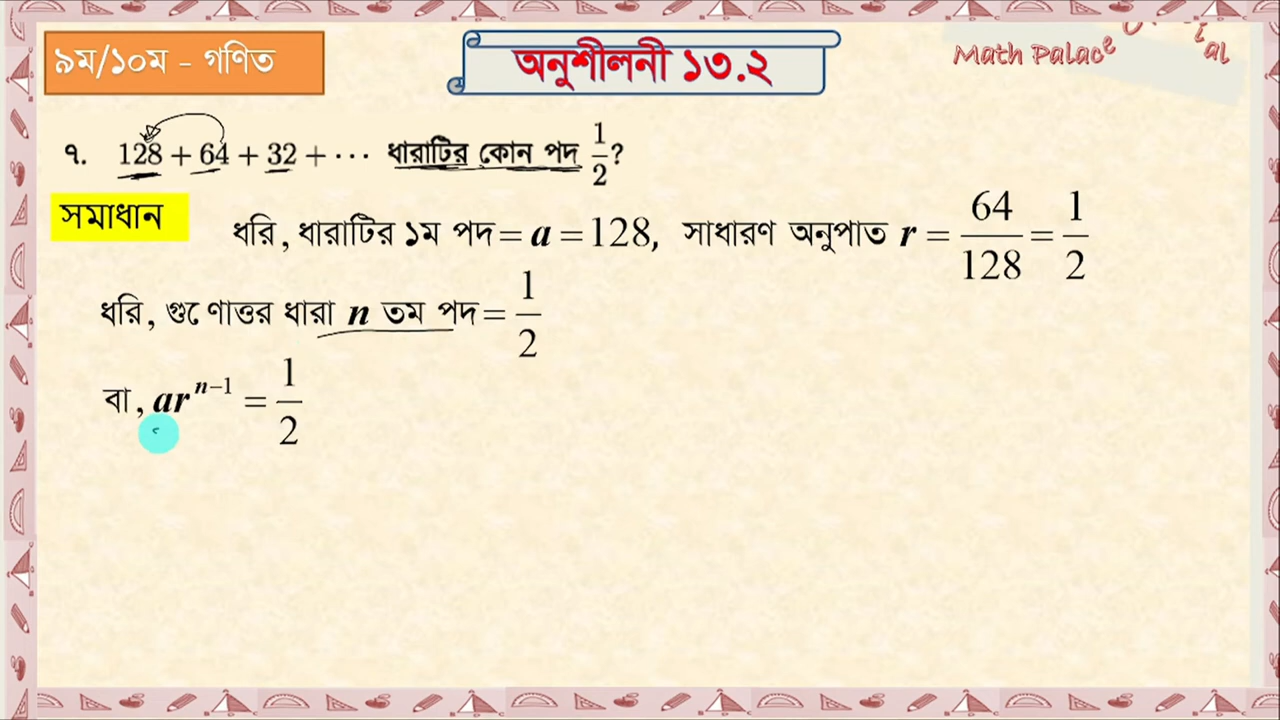 ৯ম/১০ম - গণিত
অনুশীলনী ১৩.২
Math Palace
৭. 128 + 64 + 32 + ⋯ ধারাটির কোন পদ 1/2?
সমাধান
ধরি, ধারাটির ১ম পদ = a = 128, সাধারণ অনুপাত r = 64/128 = 1/2
ধরি, গুণোত্তর ধারা n তম পদ = 1/2
বা, ar^(n-1) = 1/2